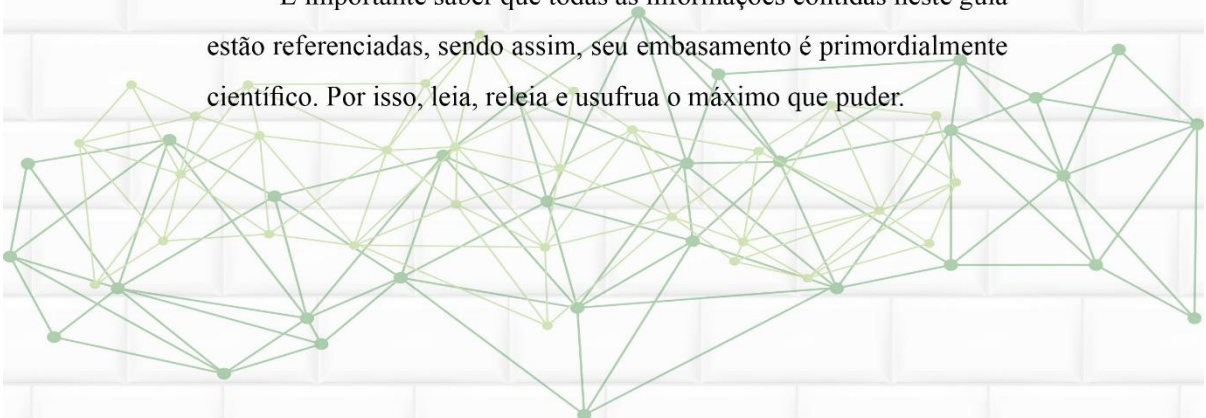 É importante saber que todas as informações contidas neste guia
estão referenciadas, sendo assim, seu embasamento é primordialmente
científico. Por isso, leia, releia e usufrua o máximo que puder.